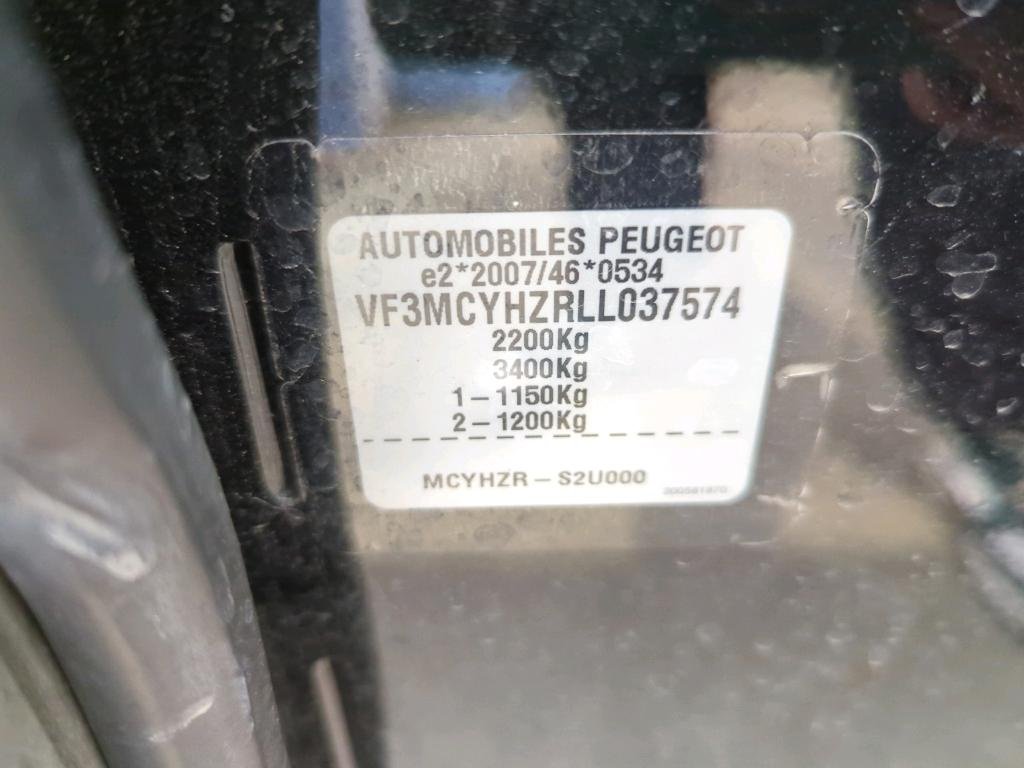 AUTOMOBILES PEUGEOT
e2*2007/46*0534
VF3MCYHZRLL037574
2200Kg
3400Kg
1-1150Kg
2-1200Kg
MCYHZR-S2U000